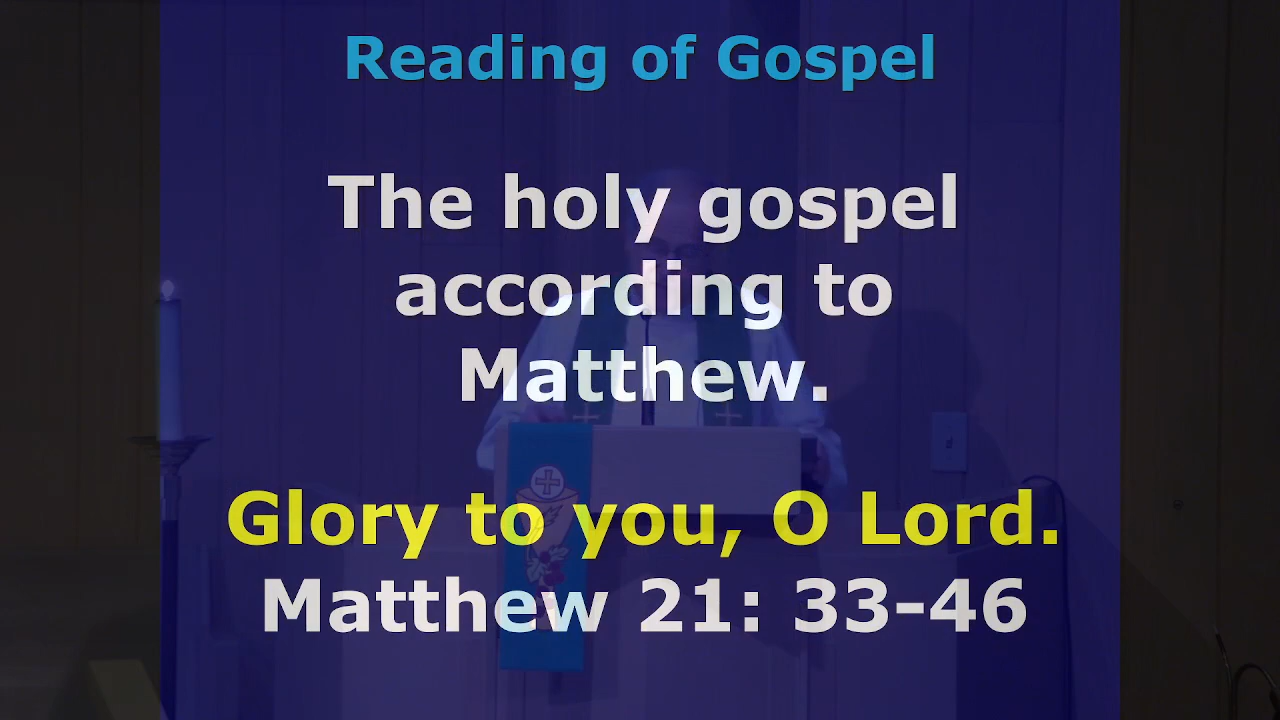 Reading of Gospel
The holy gospel
according to
Matthew.
Glory to you, O Lord.
Matthew 21: 33-46